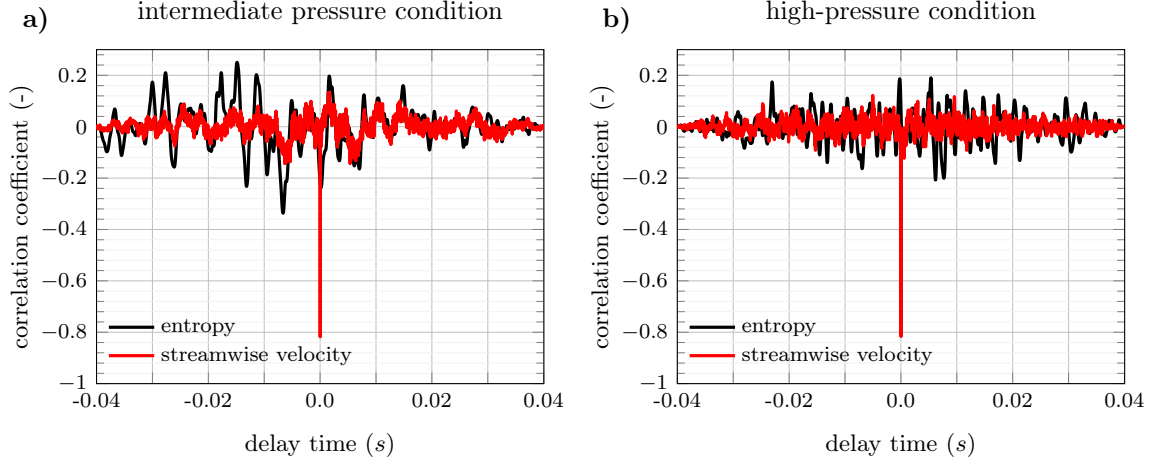 a)
intermediate pressure condition
correlation coefficient (-)
0.2
0
−0.2
−0.4
−0.6
−0.8
−1
entropy
streamwise velocity
-0.04
-0.02
0.0
0.02
0.04
delay time (s)
b)
high-pressure condition
correlation coefficient (-)
0.2
0
−0.2
−0.4
−0.6
−0.8
−1
entropy
streamwise velocity
-0.04
-0.02
0.0
0.02
0.04
delay time (s)